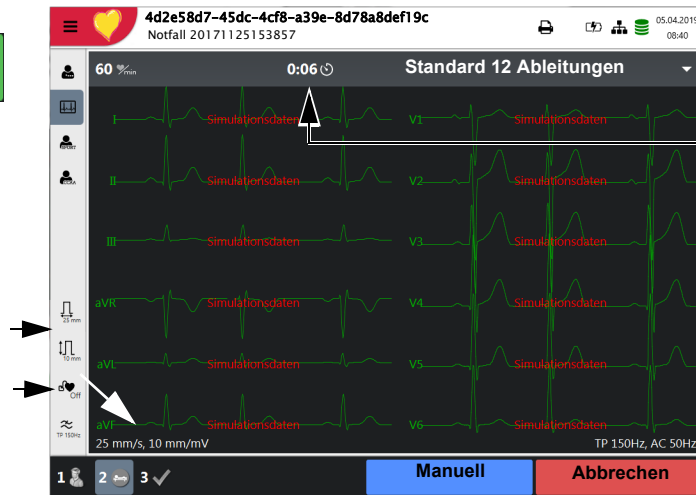 4d2e58d7-45dc-4cf8-a39e-8d78a8def19c
Notfall 20171125153857
05.04.2019
08:40
60 /min
0:06
Standard 12 Ableitungen
I
Simulationsdaten
V1
Simulationsdaten
II
Simulationsdaten
V2
Simulationsdaten
III
Simulationsdaten
V3
Simulationsdaten
aVR
Simulationsdaten
V4
Simulationsdaten
aVL
Simulationsdaten
V5
Simulationsdaten
aVF
Simulationsdaten
V6
Simulationsdaten
25 mm
10 mm
Off
TP 150Hz
25 mm/s, 10 mm/mV
TP 150Hz, AC 50Hz
1
2
3
Manuell
Abbrechen